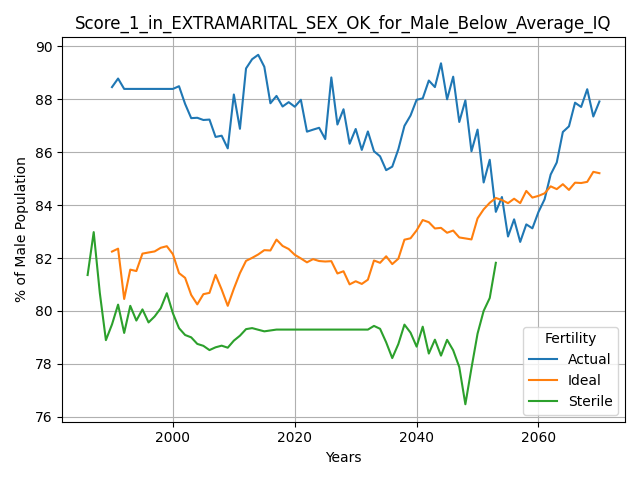 Score_1_in_EXTRAMARITAL_SEX_OK_for_Male_Below_Average_IQ
% of Male Population
90
88
86
84
82
80
78
76
2000
2020
2040
2060
Years
Fertility
Actual
Ideal
Sterile